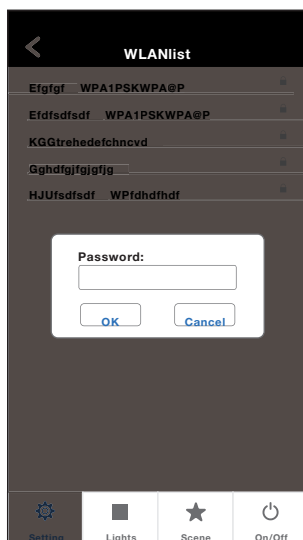 WLANlist
Efgfgf WPA1PSKWPA@P
Efdfsdfsdf WPA1PSKWPA@P
KGGtrehedefchncvd
Gghdfgjfgjgfjg
HJUfsdfsdf WPfdhdfhdf
Password:
OK Cancel
Setting Lights Scene On/Off